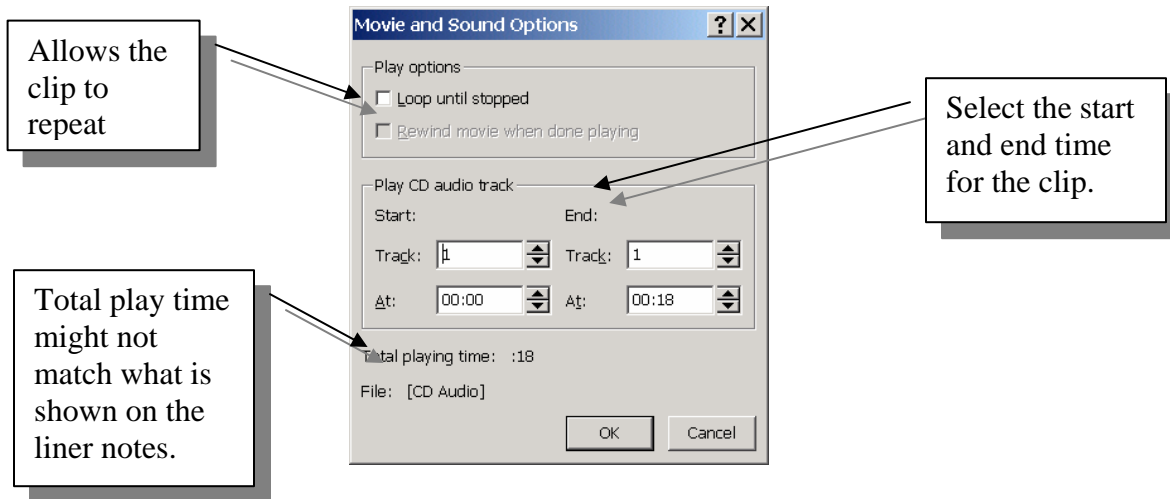 Movie and Sound Options
Allows the
clip to
repeat
Play options
Loop until stopped
Rewind movie when done playing
Select the start
and end time
for the clip.
Play CD audio track
Start:
End:
Track: 1
Track: 1
At: 00:00
At: 00:18
Total play time
might not
match what is
shown on the
liner notes.
Total playing time: :18
File: [CD Audio]
OK
Cancel